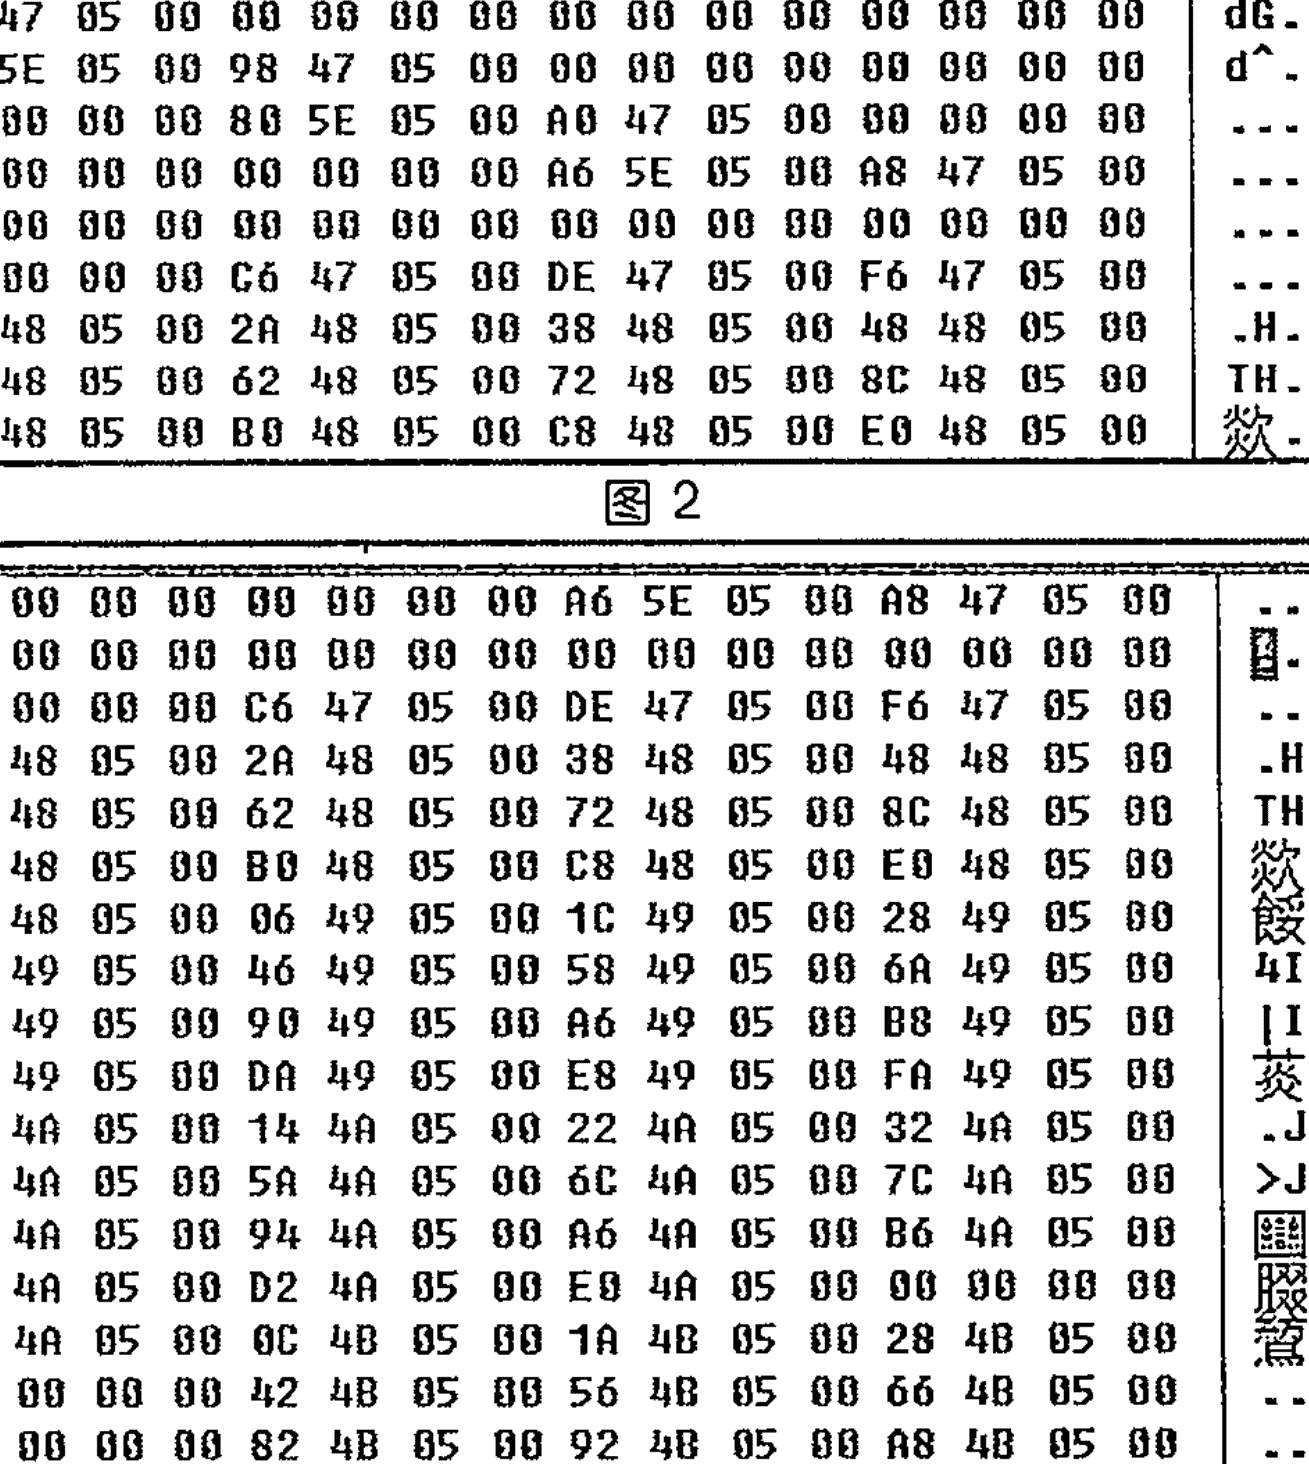 47 05 00 00 00 00 00 00 00 00 00 00 00 00 00 dG.
5E 05 00 98 47 05 00 00 00 00 00 00 00 00 00 d^.
00 00 00 80 5E 05 00 A0 47 05 00 00 00 00 00 ...
00 00 00 00 00 00 00 A6 5E 05 00 A8 47 05 00 ...
00 00 00 00 00 00 00 00 00 00 00 00 00 00 00 ...
00 00 00 C6 47 05 00 DE 47 05 00 F6 47 05 00 ...
48 05 00 2A 48 05 00 38 48 05 00 48 48 05 00 .H.
48 05 00 62 48 05 00 72 48 05 00 8C 48 05 00 TH.
48 05 00 B0 48 05 00 C8 48 05 00 E0 48 05 00 .
图 2
00 00 00 00 00 00 00 A6 5E 05 00 A8 47 05 00 ..
00 00 00 00 00 00 00 00 00 00 00 00 00 00 00 .
00 00 00 C6 47 05 00 DE 47 05 00 F6 47 05 00 ..
48 05 00 2A 48 05 00 38 48 05 00 48 48 05 00 .H
48 05 00 62 48 05 00 72 48 05 00 8C 48 05 00 TH
48 05 00 B0 48 05 00 C8 48 05 00 E0 48 05 00
48 05 00 06 49 05 00 1C 49 05 00 28 49 05 00 餒
49 05 00 46 49 05 00 58 49 05 00 6A 49 05 00 4I
49 05 00 90 49 05 00 A6 49 05 00 B8 49 05 00 |I
49 05 00 DA 49 05 00 E8 49 05 00 FA 49 05 00
4A 05 00 14 4A 05 00 22 4A 05 00 32 4A 05 00 .J
4A 05 00 5A 4A 05 00 6C 4A 05 00 7C 4A 05 00 >J
4A 05 00 94 4A 05 00 A6 4A 05 00 B6 4A 05 00
4A 05 00 D2 4A 05 00 E0 4A 05 00 00 00 00 00
4A 05 00 0C 4B 05 00 1A 4B 05 00 28 4B 05 00
00 00 00 42 4B 05 00 56 4B 05 00 66 4B 05 00 ..
00 00 00 82 4B 05 00 92 4B 05 00 A8 4B 05 00 ..